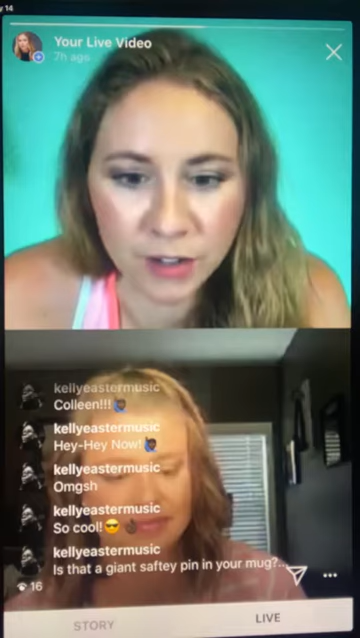 y 14
Your Live Video
7h ago
kellyeastermusic
Colleen!!!
kellyeastermusic
Hey-Hey Now!
kellyeastermusic
Omgsh
kellyeastermusic
So cool!
kellyeastermusic
Is that a giant saftey pin in your mug?...
16
STORY
LIVE